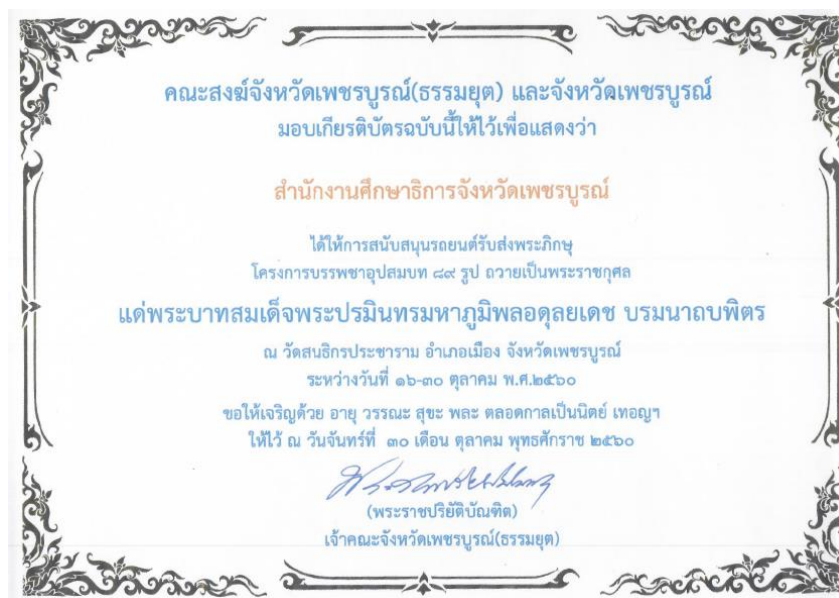 คณะสงฆ์จังหวัดเพชรบูรณ์(ธรรมยุต) และจังหวัดเพชรบูรณ์
มอบเกียรติบัตรฉบับนี้ให้ไว้เพื่อแสดงว่า
สำนักงานศึกษาธิการจังหวัดเพชรบูรณ์
ได้ให้การสนับสนุนรถยนต์รับส่งพระภิกษุ
โครงการบรรพชาอุปสมบท ๘๙ รูป ถวายเป็นพระราชกุศล
แด่พระบาทสมเด็จพระปรมินทรมหาภูมิพลอดุลยเดช บรมนาถบพิตร
ณ วัดสนธิกรประชาราม อำเภอเมือง จังหวัดเพชรบูรณ์
ระหว่างวันที่ ๑๖-๓๐ ตุลาคม พ.ศ.๒๕๖๐
ขอให้เจริญด้วย อายุ วรรณะ สุขะ พละ ตลอดกาลเป็นนิตย์ เทอญฯ
ให้ไว้ ณ วันจันทร์ที่ ๓๐ เดือน ตุลาคม พุทธศักราช ๒๕๖๐
(พระราชปริยัติบัณฑิต)
เจ้าคณะจังหวัดเพชรบูรณ์(ธรรมยุต)